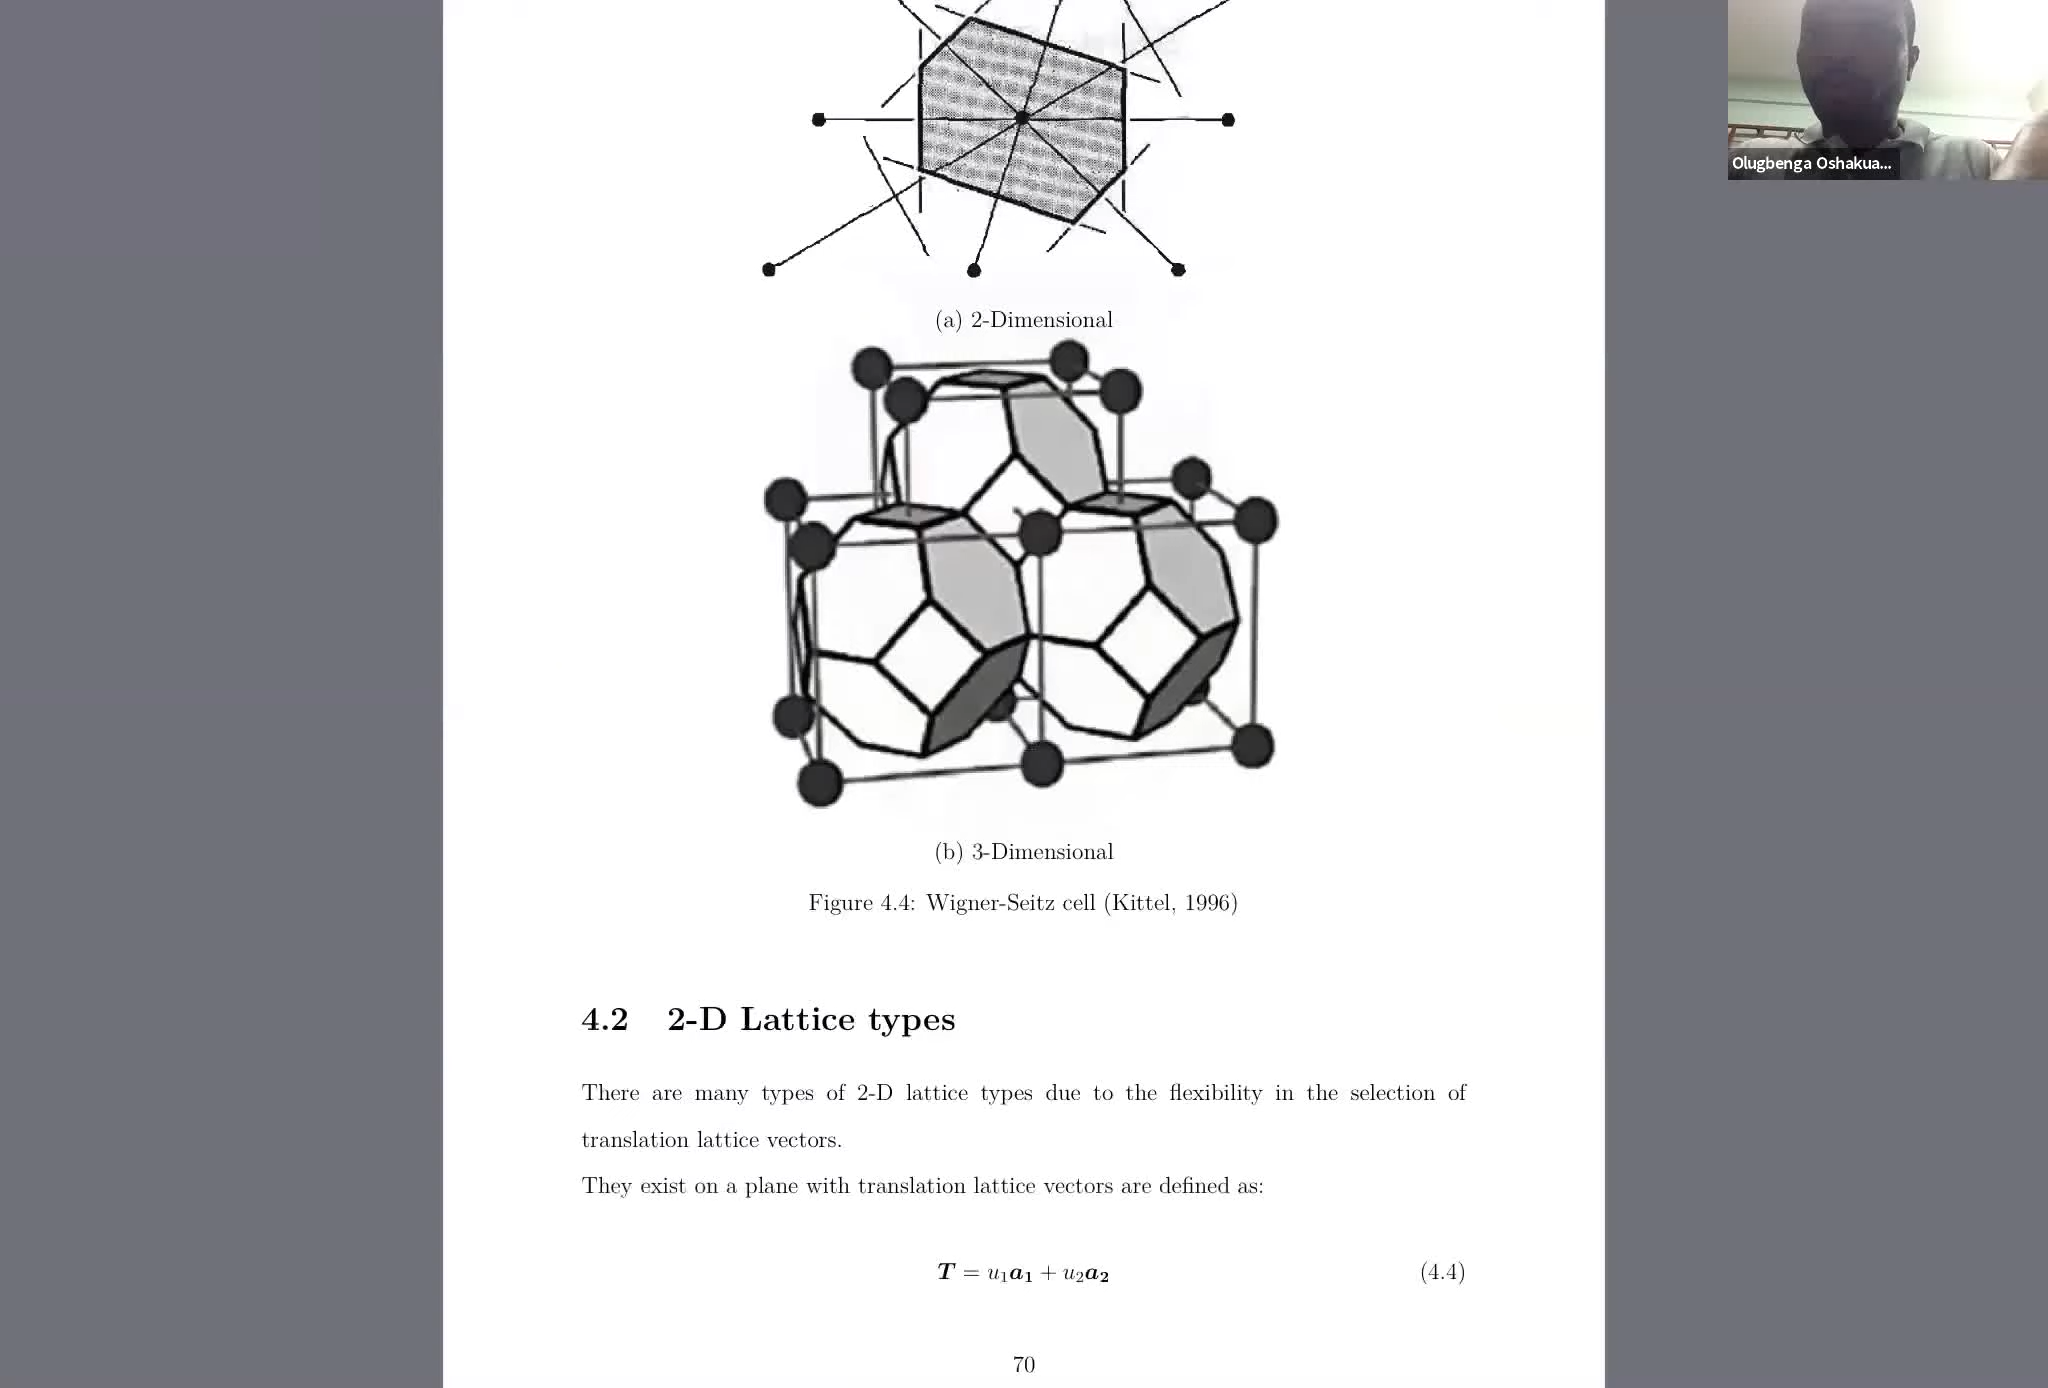 Olugbenga Oshakua...
(a) 2-Dimensional
(b) 3-Dimensional
Figure 4.4: Wigner-Seitz cell (Kittel, 1996)
4.2 2-D Lattice types
There are many types of 2-D lattice types due to the flexibility in the selection of
translation lattice vectors.
They exist on a plane with translation lattice vectors are defined as:
T = u₁a₁ + u₂a₂ (4.4)
70